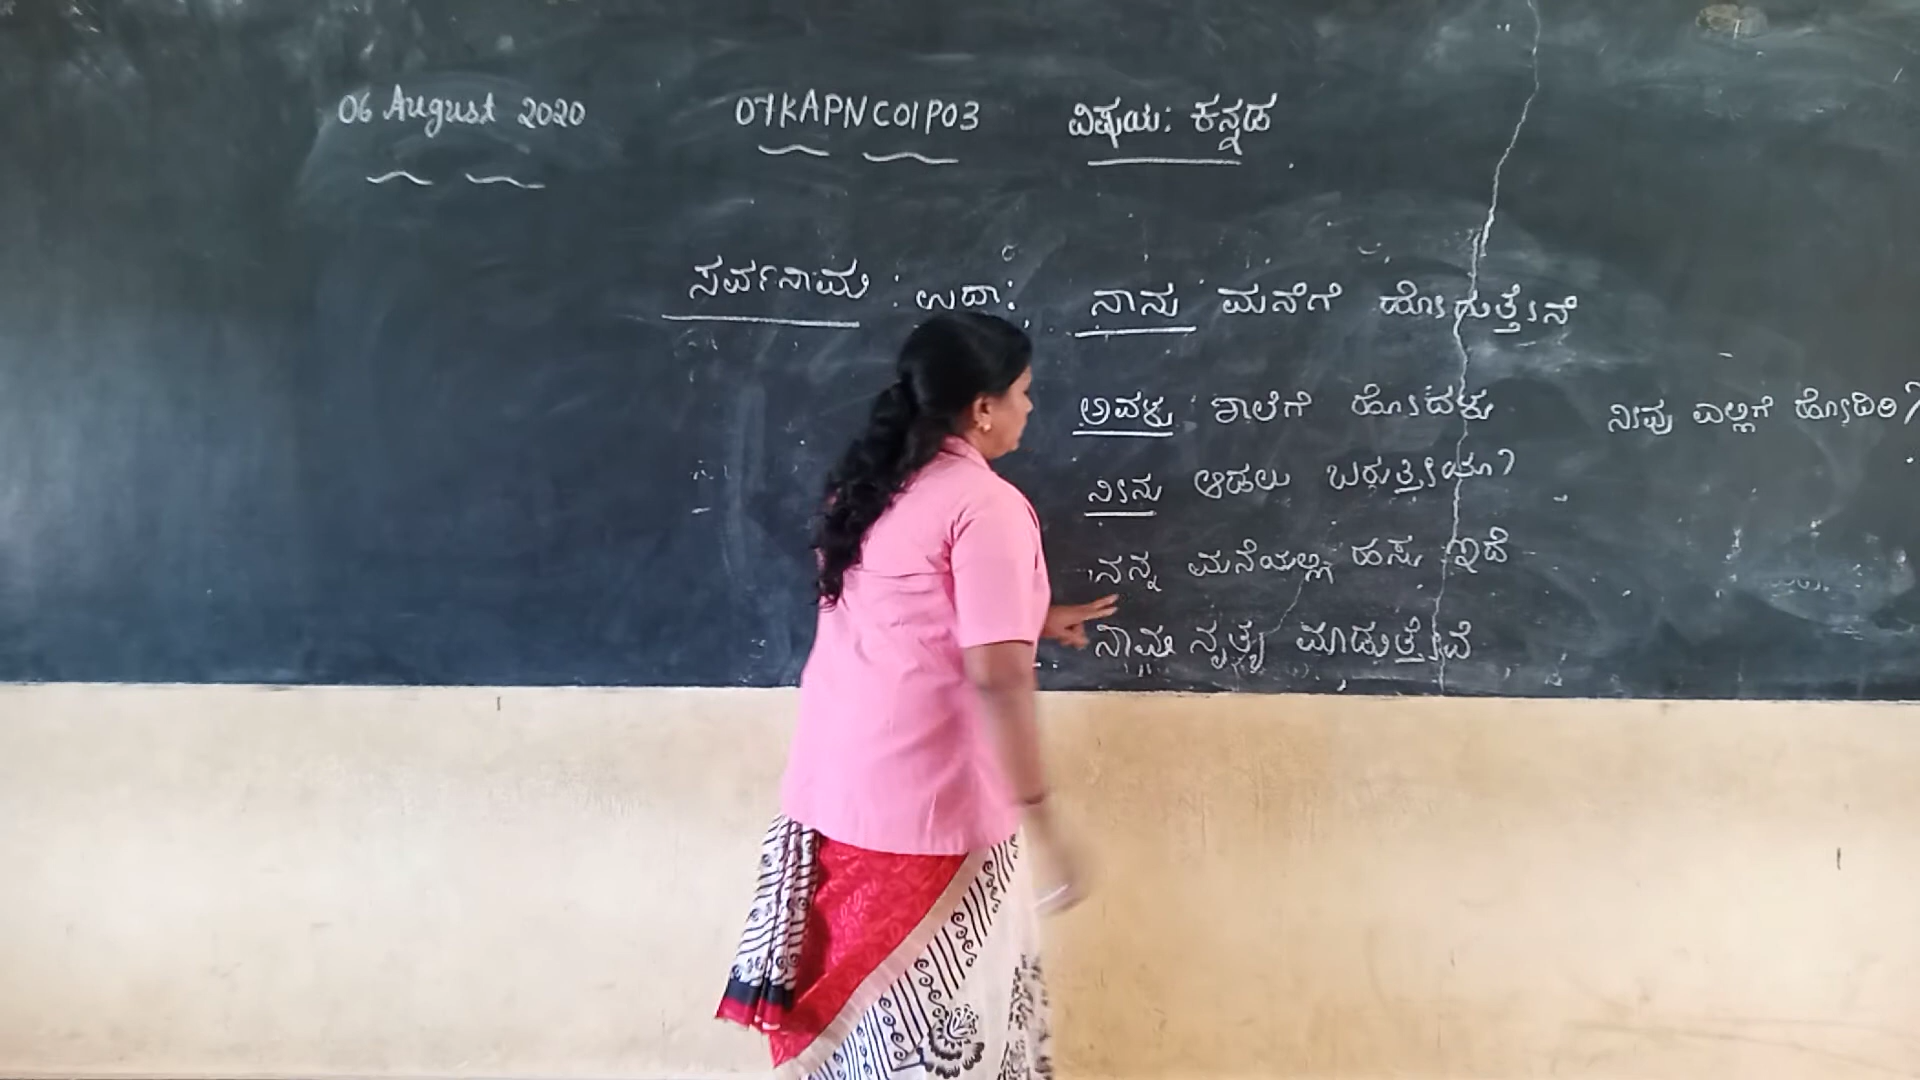 06 August 2020 07KAPNC01P03 ವಿಷಯ: ಕನ್ನಡ
ಸರ್ವನಾಮ : ಉದಾ: ನಾನು ಮನೆಗೆ ಹೋಗುತ್ತೇನೆ
ಅವಳು ಶಾಲೆಗೆ ಹೋದಳು ನೀವು ಎಲ್ಲಿಗೆ ಹೋದಿರಿ?
ನೀನು ಆಡಲು ಬರುತ್ತೀಯಾ?
ನನ್ನ ಮನೆಯಲ್ಲಿ ಹಸು ಇದೆ
ನಾವು ನೃತ್ಯ ಮಾಡುತ್ತೇವೆ